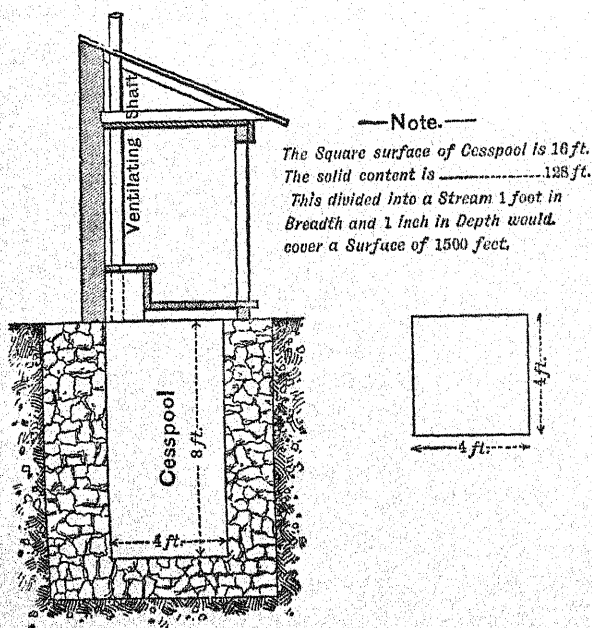 Ventilating Shaft
—Note.—
The Square surface of Cesspool is 16 ft.
The solid content is ............ 128 ft.
This divided into a Stream 1 foot in
Breadth and 1 Inch in Depth would
cover a Surface of 1500 feet.
Cesspool
8 ft.
4 ft.
4 ft.
4 ft.